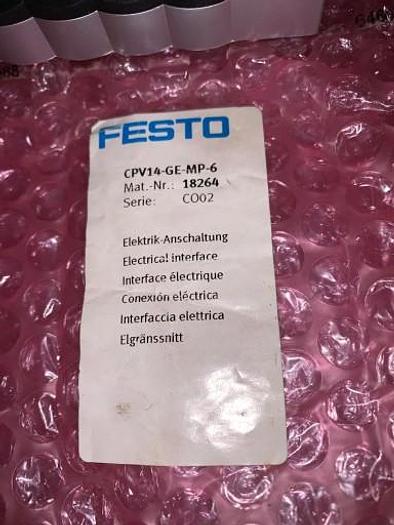 FESTO
CPV14-GE-MP-6
Mat.-Nr.: 18264
Serie: CO02
Elektrik-Anschaltung
Electrical interface
Interface électrique
Conexión eléctrica
Interfaccia elettrica
Elgränssnitt